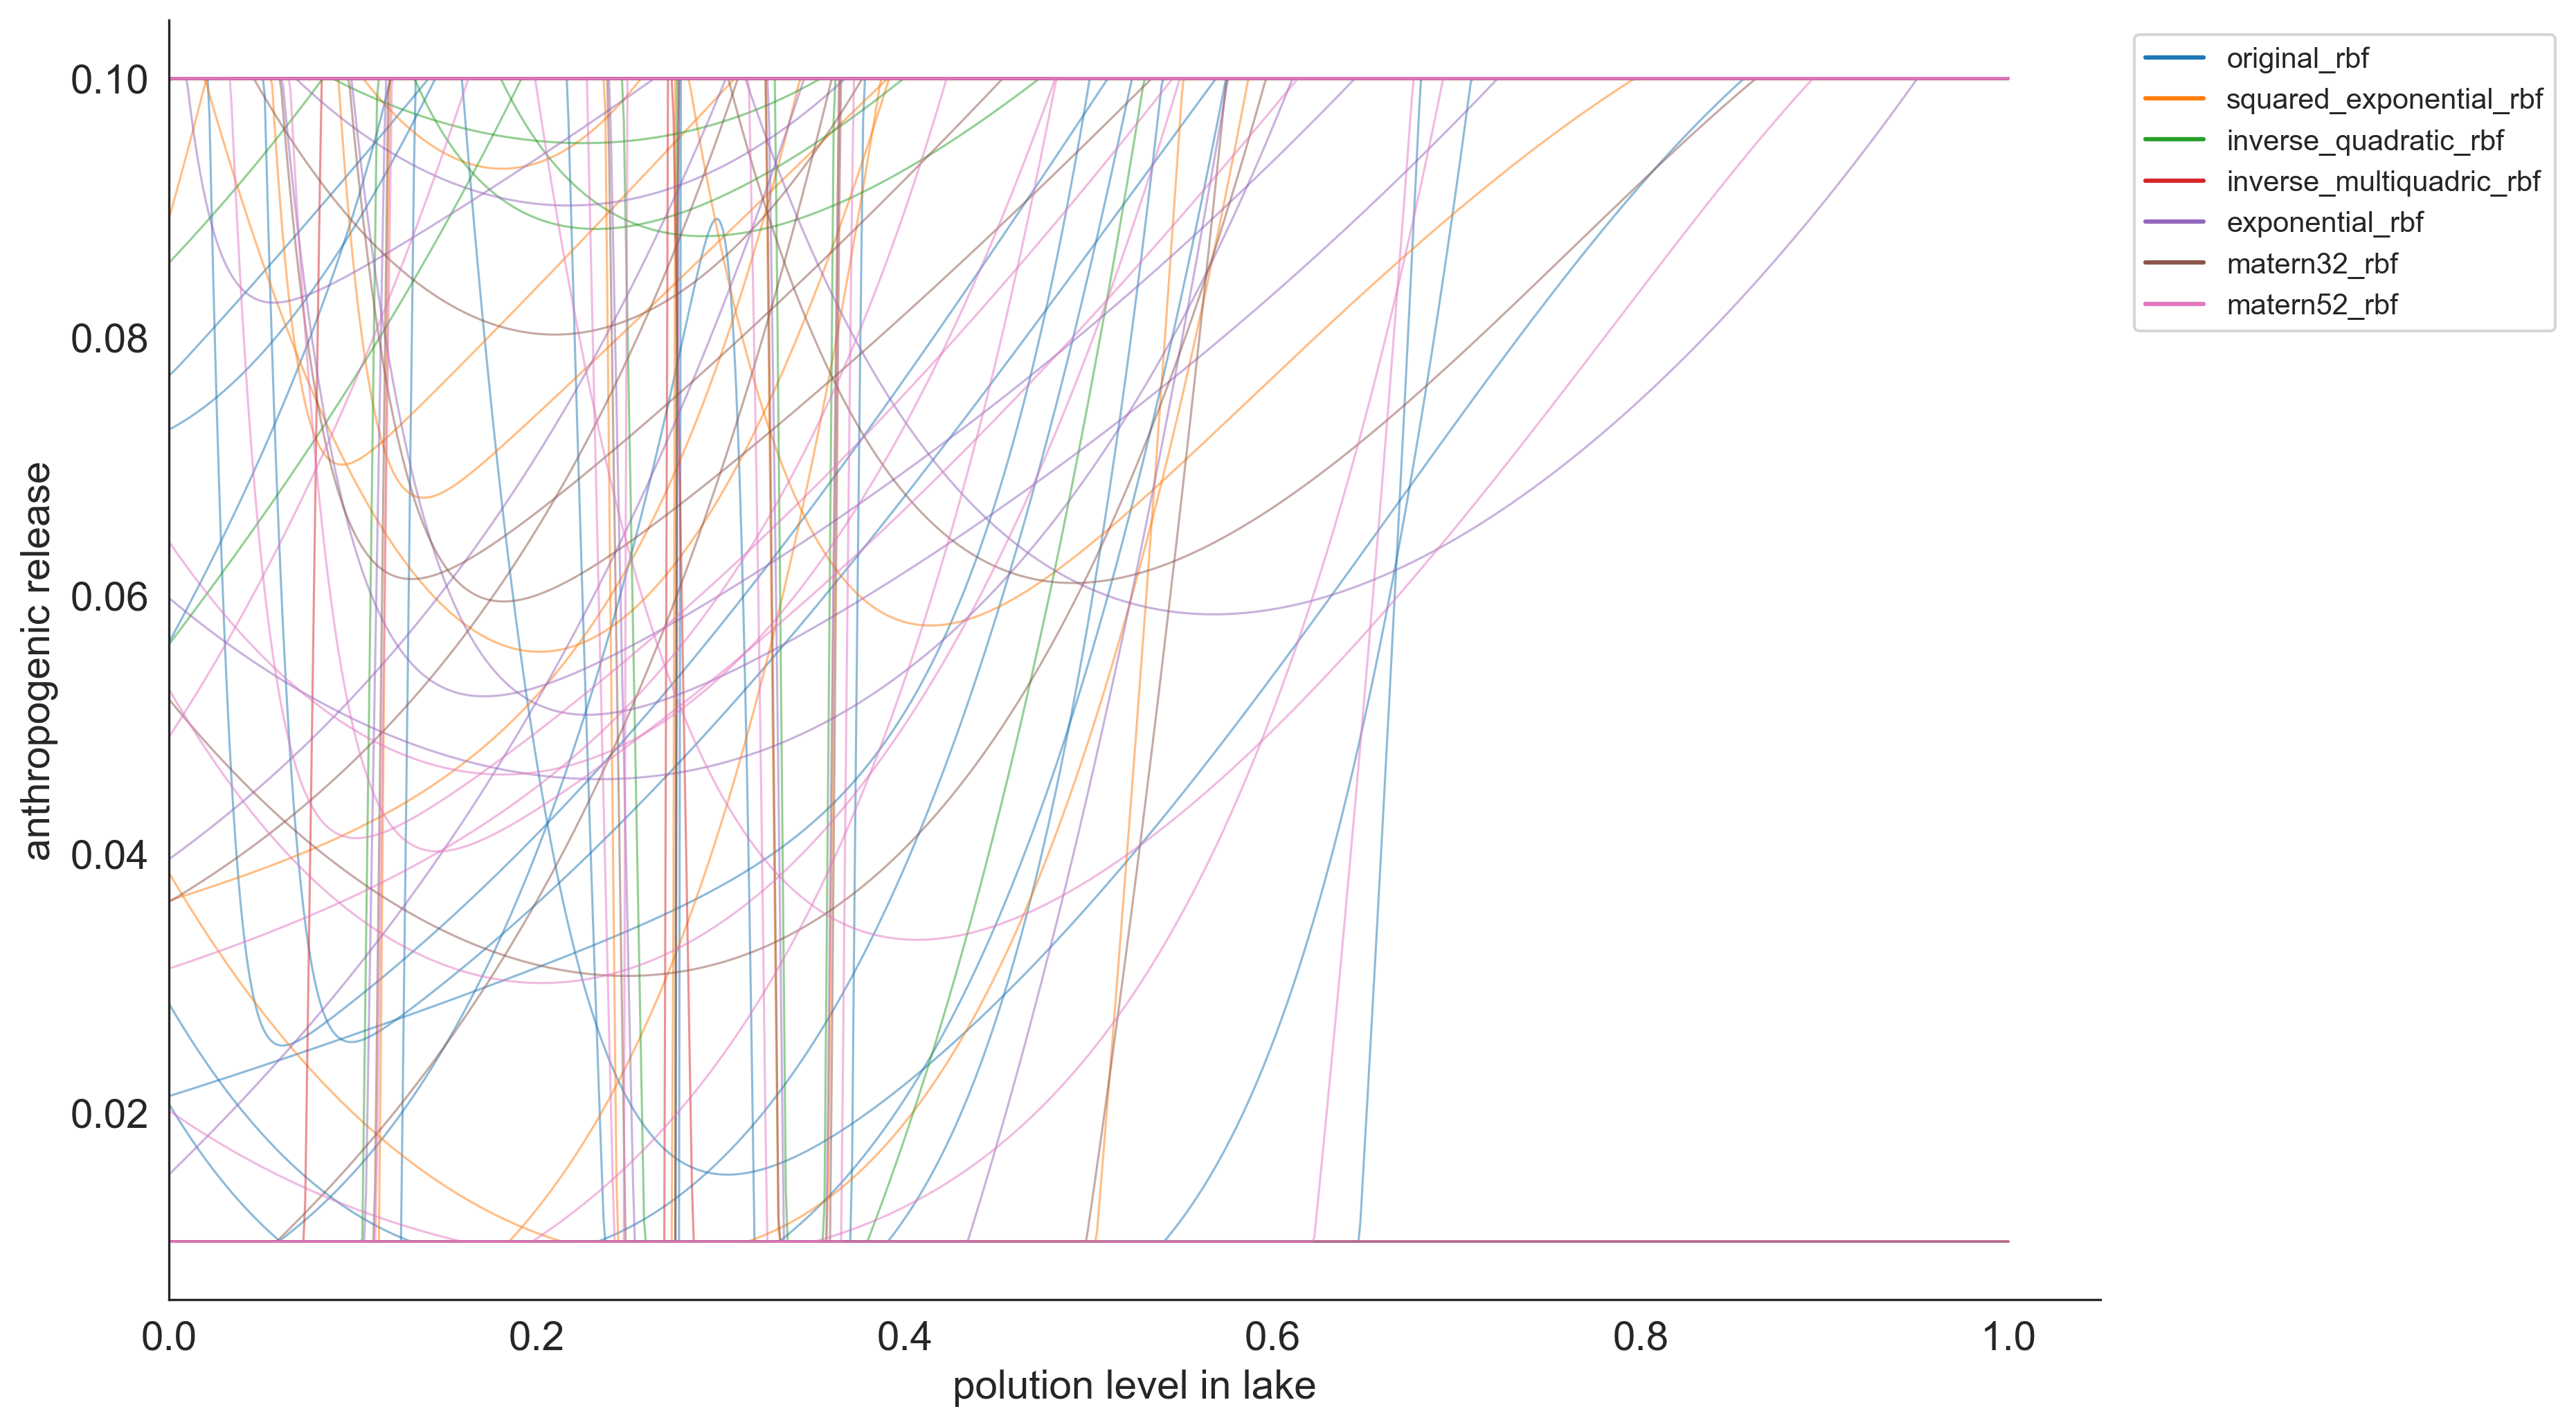 0.10
0.08
0.06
0.04
0.02
anthropogenic release
0.0 0.2 0.4 0.6 0.8 1.0
polution level in lake
original_rbf
squared_exponential_rbf
inverse_quadratic_rbf
inverse_multiquadric_rbf
exponential_rbf
matern32_rbf
matern52_rbf